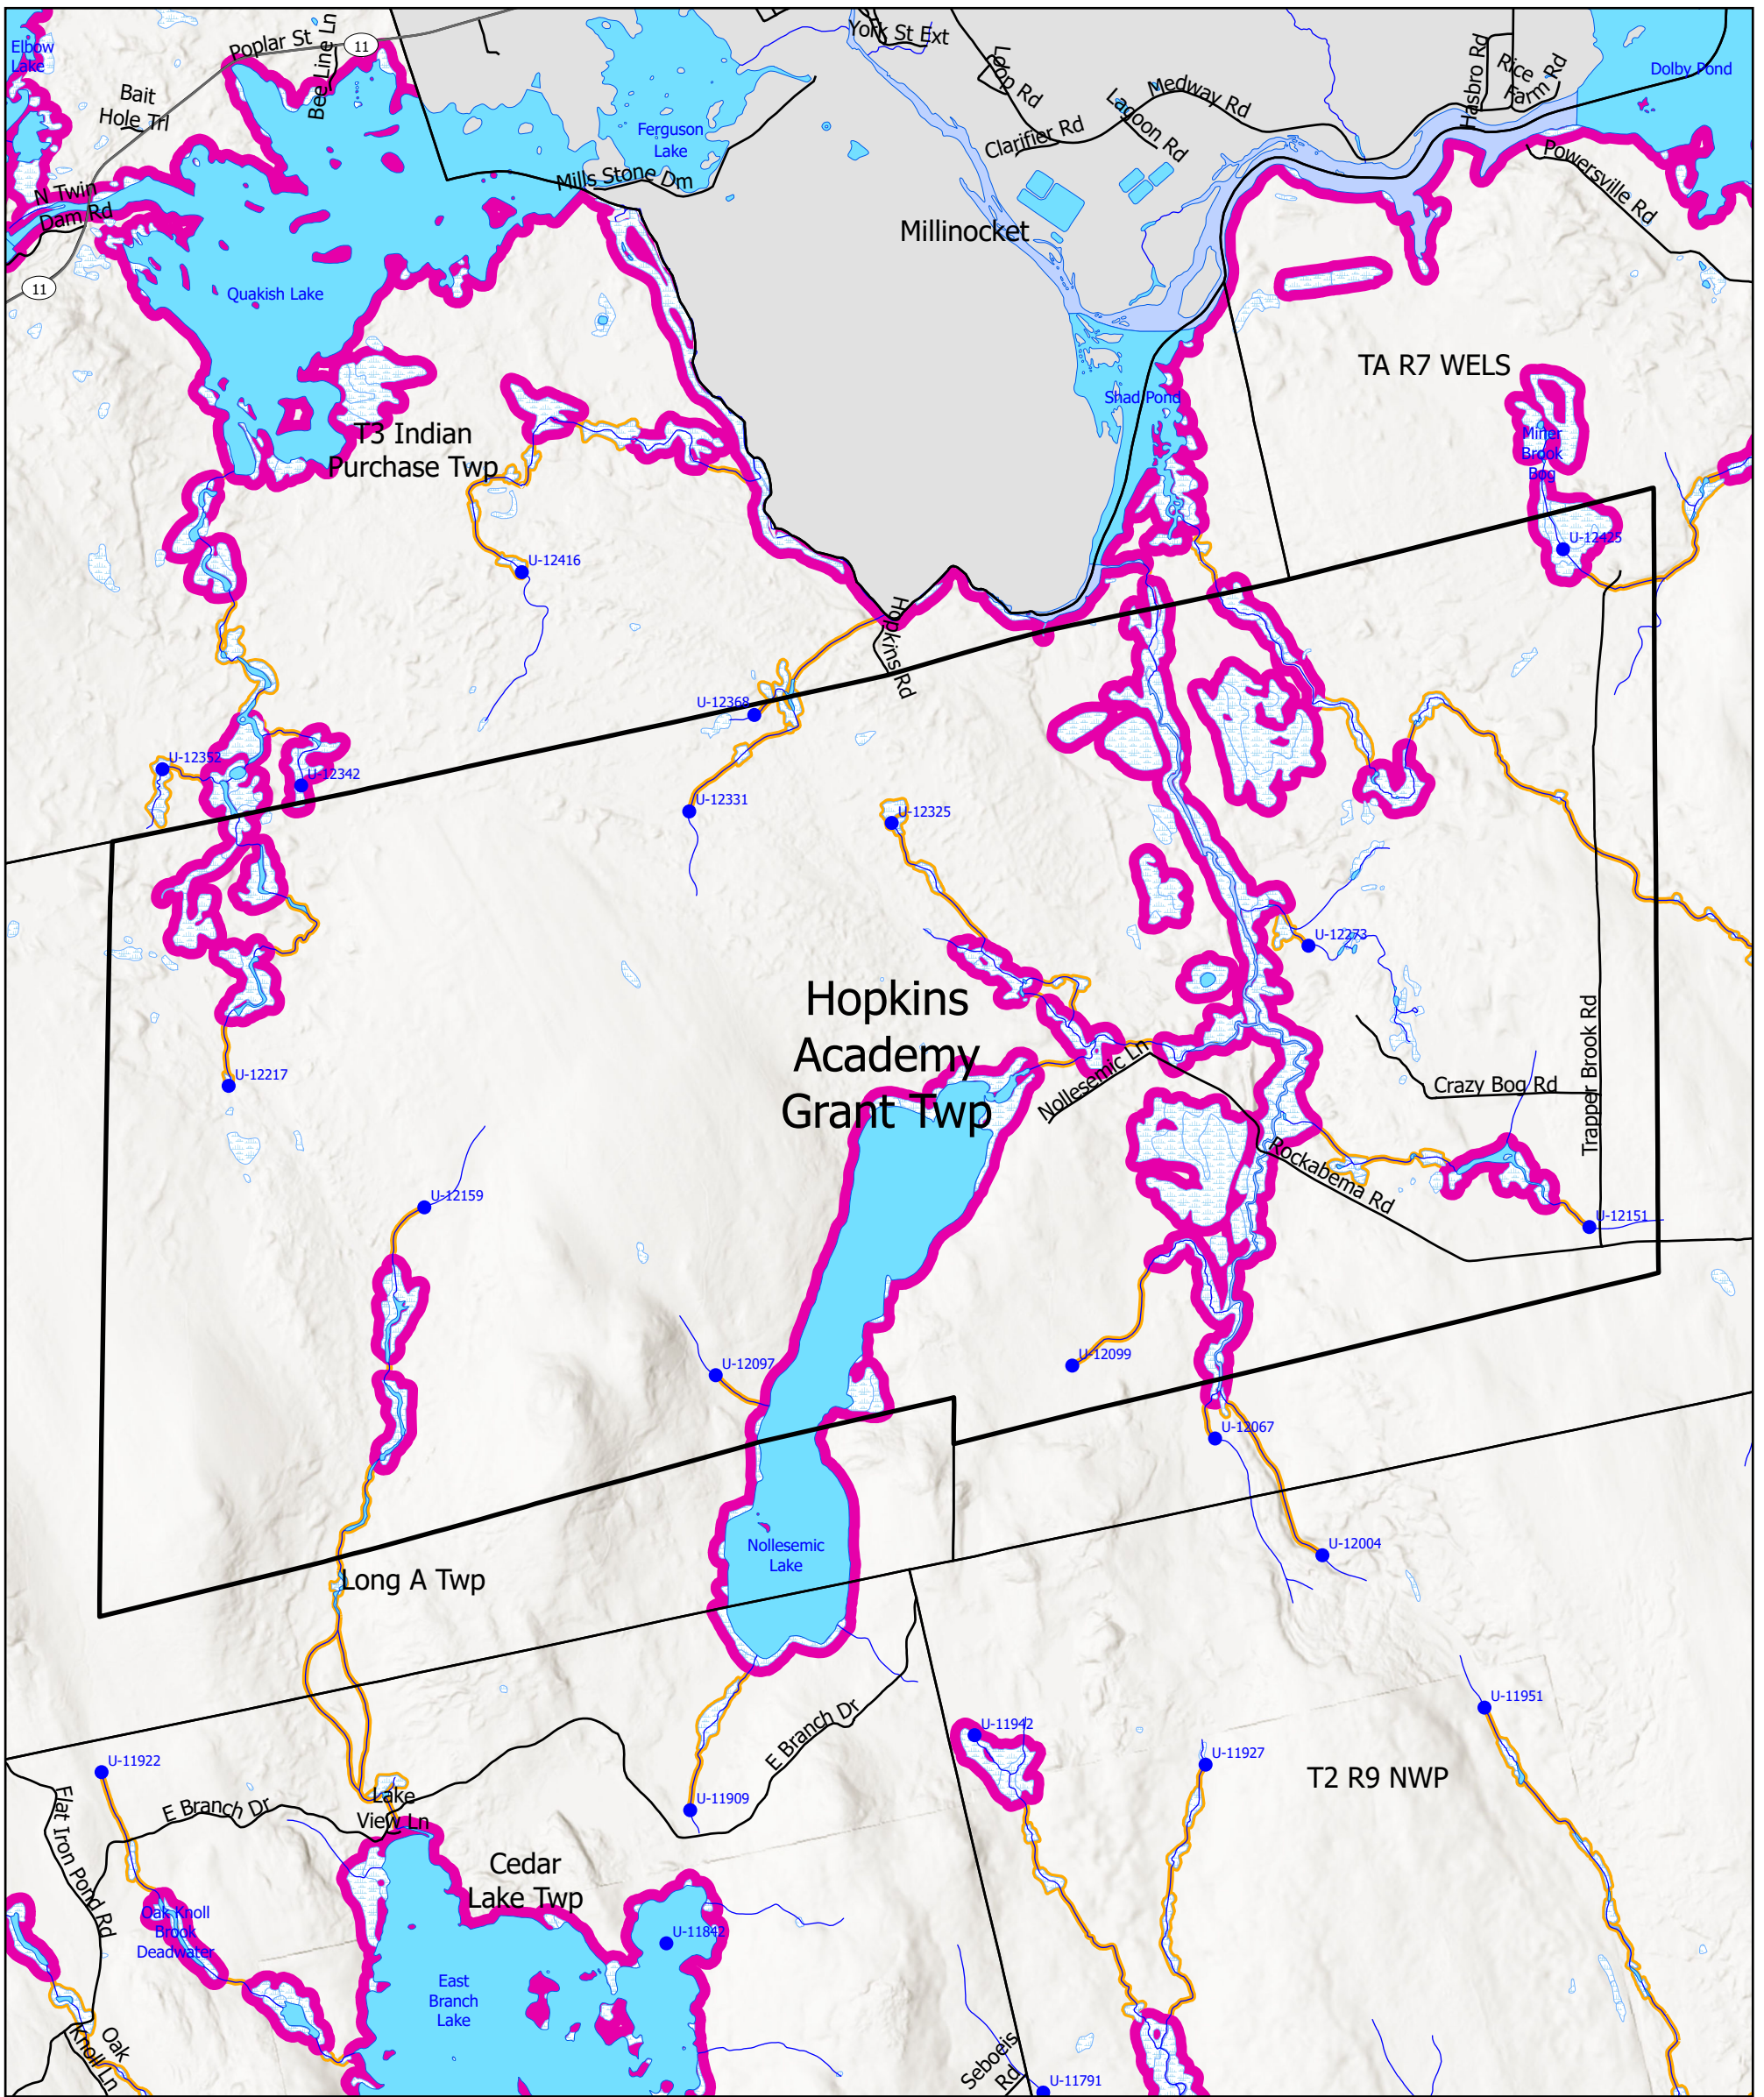 Elbow
Lake
Poplar St
Bee Line Ln
11
York St Ext
Loop Rd
Medway Rd
Hasbro Rd
Rice
Farm Rd
Dolby Pond
Bait
Hole Trl
Ferguson
Lake
Clarifier Rd
Lagoon Rd
Powersville Rd
N Twin
Dam Rd
Mills Stone Dm
Millinocket
11
Quakish Lake
TA R7 WELS
Shad Pond
T3 Indian
Purchase Twp
Miner
Brook
Bog
U-12425
U-12416
Hopkins Rd
U-12368
U-12352
U-12342
U-12331
U-12325
U-12273
Hopkins
Academy
Grant Twp
U-12217
Nollesemic Ln
Crazy Bog Rd
Trapper Brook Rd
Rockabema Rd
U-12159
U-12151
U-12097
U-12099
U-12067
Nollesemic
Lake
U-12004
Long A Twp
U-11951
U-11942
U-11927
U-11922
E Branch Dr
T2 R9 NWP
Flat Iron Pond Rd
E Branch Dr
Lake
View Ln
U-11909
Cedar
Lake Twp
Oak Knoll
Brook
Deadwater
U-11842
East
Branch
Lake
Oak
Knoll Ln
Seboeis
Rd
U-11791